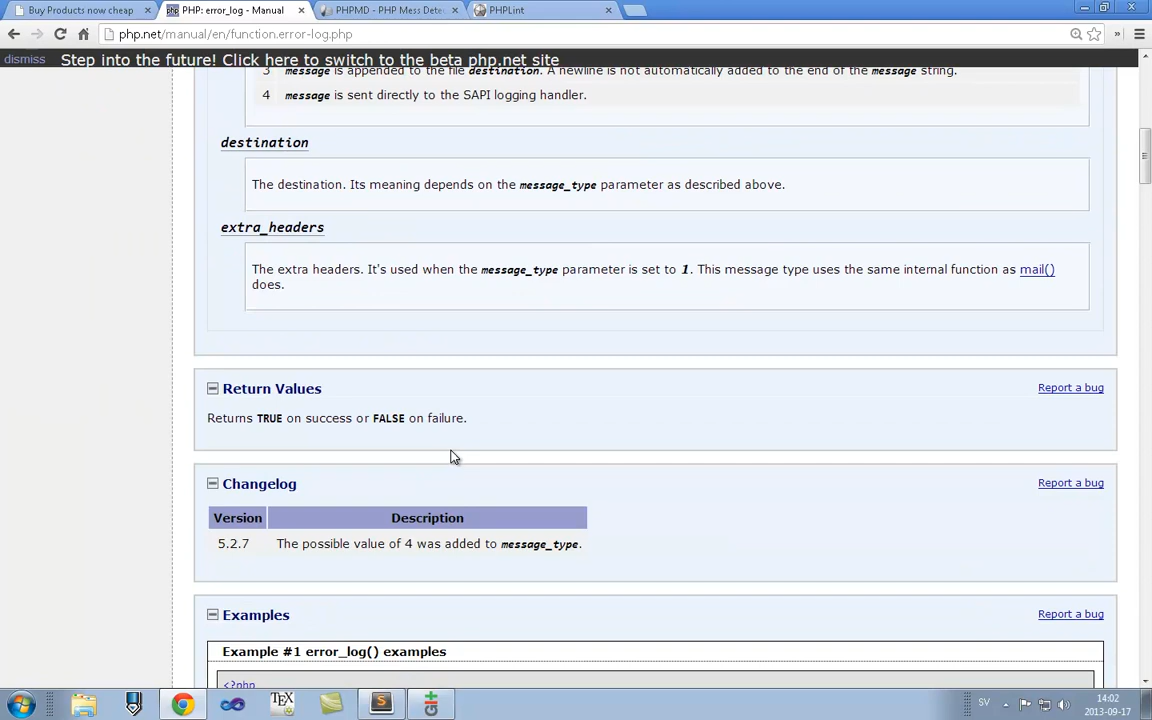 Buy Products now cheap
PHP: error_log - Manual
PHPMD - PHP Mess Dete
PHPLint
php.net/manual/en/function.error-log.php
dismiss Step into the future! Click here to switch to the beta php.net site
3 message is appended to the file destination. A newline is not automatically added to the end of the message string.
4 message is sent directly to the SAPI logging handler.
destination
The destination. Its meaning depends on the message_type parameter as described above.
extra_headers
The extra headers. It's used when the message_type parameter is set to 1. This message type uses the same internal function as mail()
does.
Return Values
Report a bug
Returns TRUE on success or FALSE on failure.
Changelog
Report a bug
Version Description
5.2.7 The possible value of 4 was added to message_type.
Examples
Report a bug
Example #1 error_log() examples
<?php
SV
14:02
2013-09-17